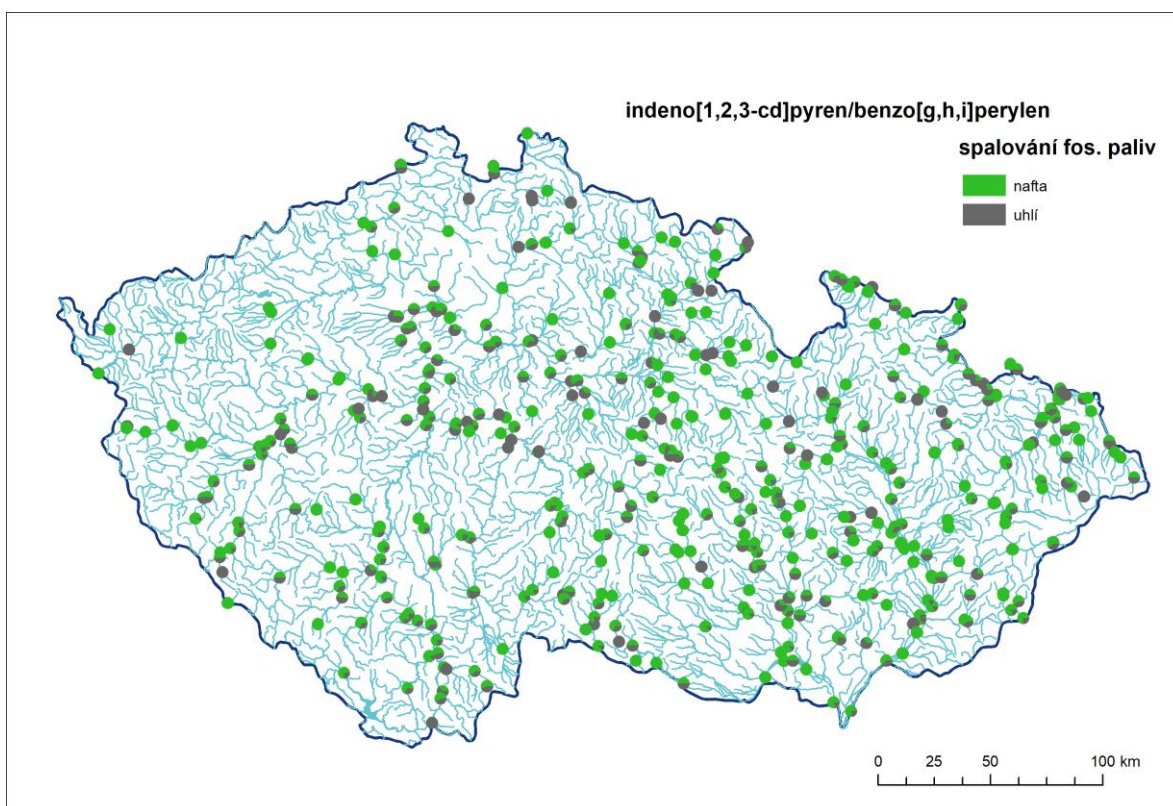 indeno[1,2,3-cd]pyren/benzo[g,h,i]perylen
spalování fos. paliv
nafta
uhlí
0 25 50 100 km